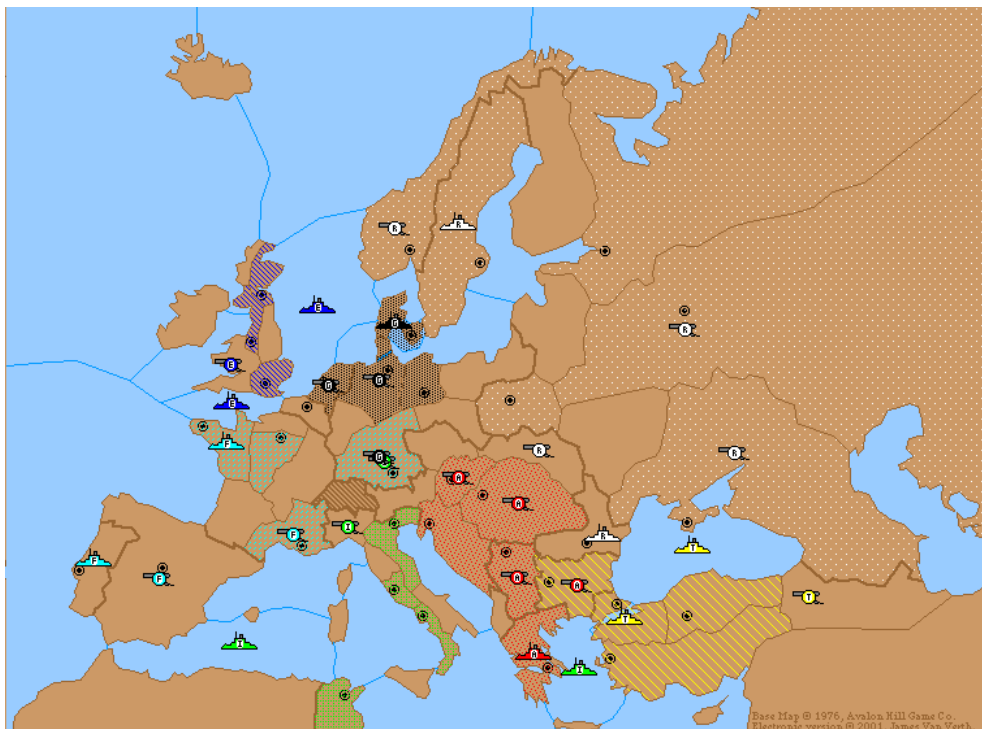 R R
E
G
R
E
G G
E
F
R R
G
A
A
I
F R
T
F
F A A
T
T
I
A
I
Base Map © 1976, Avalon Hill Game Co.
Electronic version © 2001, James Van Verth